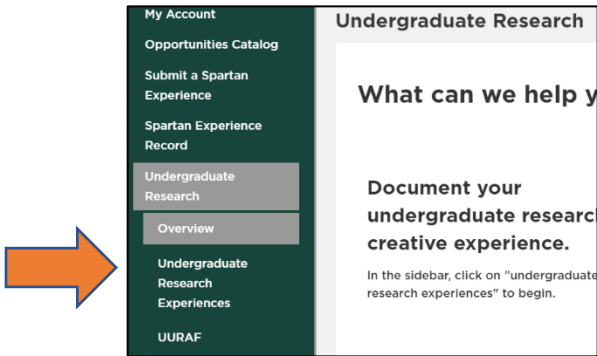 My Account
Opportunities Catalog
Submit a Spartan
Experience
Spartan Experience
Record
Undergraduate
Research
Overview
Undergraduate
Research
Experiences
UURAF
Undergraduate Research
What can we help y
Document your
undergraduate research
creative experience.
In the sidebar, click on "undergraduate
research experiences" to begin.